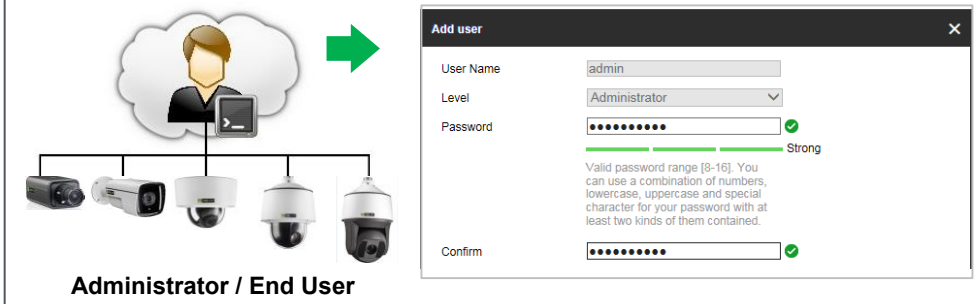 Administrator / End User
Add user
User Name admin
Level Administrator
Password ●●●●●●●●●●
Strong
Valid password range [8-16]. You
can use a combination of numbers,
lowercase, uppercase and special
character for your password with at
least two kinds of them contained.
Confirm ●●●●●●●●●●